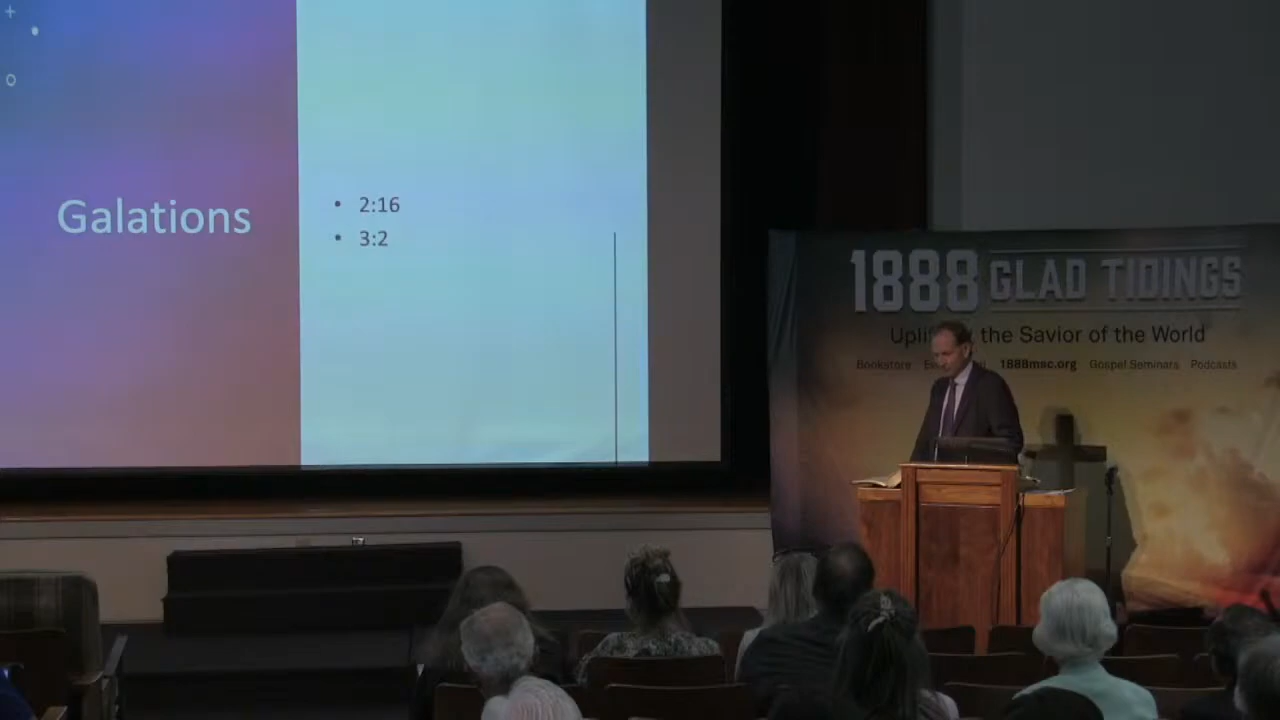 Galations
• 2:16
• 3:2
1888 GLAD TIDINGS
the Savior of the World
Bookstore 1888msc.org Gospel Seminars Podcasts